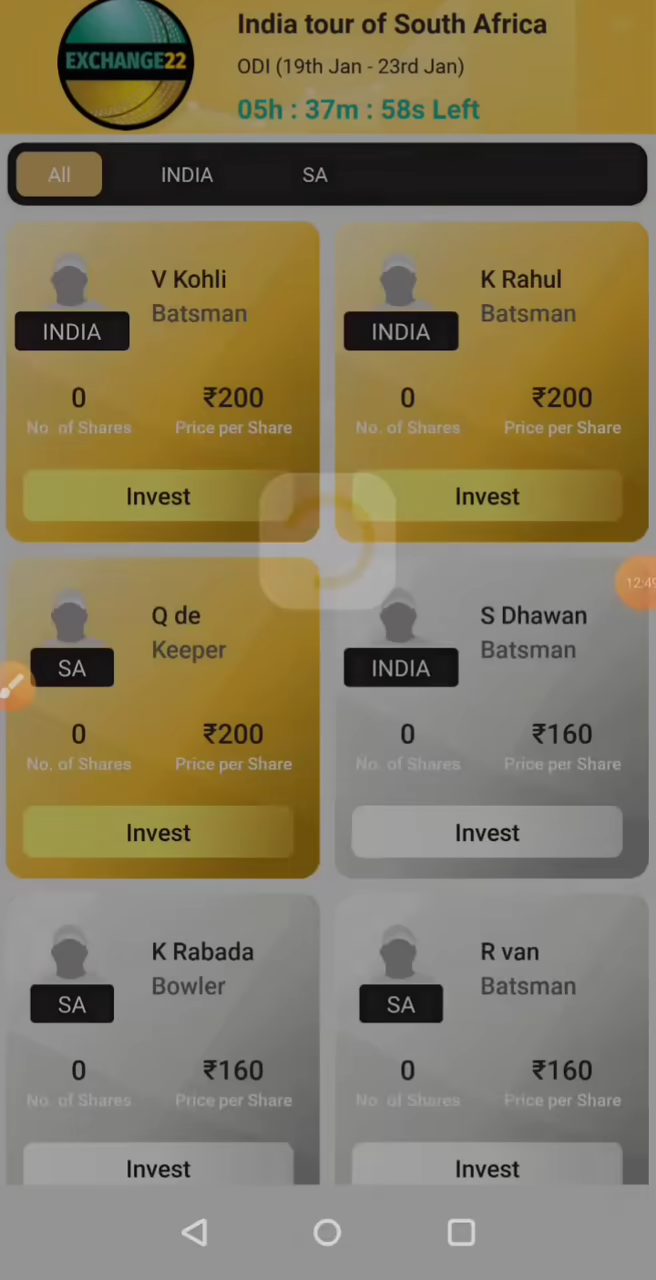 EXCHANGE22
India tour of South Africa
ODI (19th Jan - 23rd Jan)
05h : 37m : 58s Left
All INDIA SA
V Kohli
Batsman
INDIA
0 ₹200
No. of Shares Price per Share
Invest
K Rahul
Batsman
INDIA
0 ₹200
No. of Shares Price per Share
Invest
Q de
Keeper
SA
0 ₹200
No. of Shares Price per Share
Invest
S Dhawan
Batsman
INDIA
0 ₹160
No. of Shares Price per Share
Invest
12:49
K Rabada
Bowler
SA
0 ₹160
No. of Shares Price per Share
Invest
R van
Batsman
SA
0 ₹160
No. of Shares Price per Share
Invest